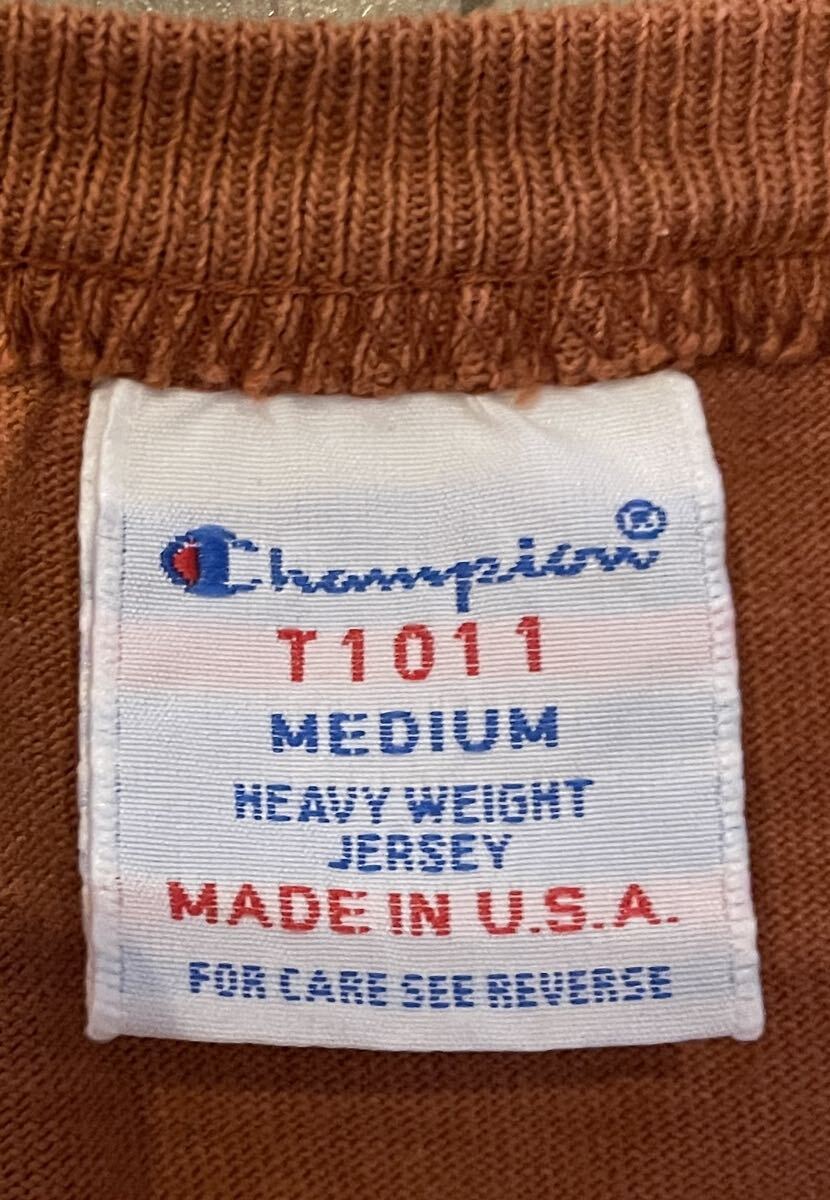 Champion®
T1011
MEDIUM
HEAVY WEIGHT
JERSEY
MADE IN U.S.A.
FOR CARE SEE REVERSE